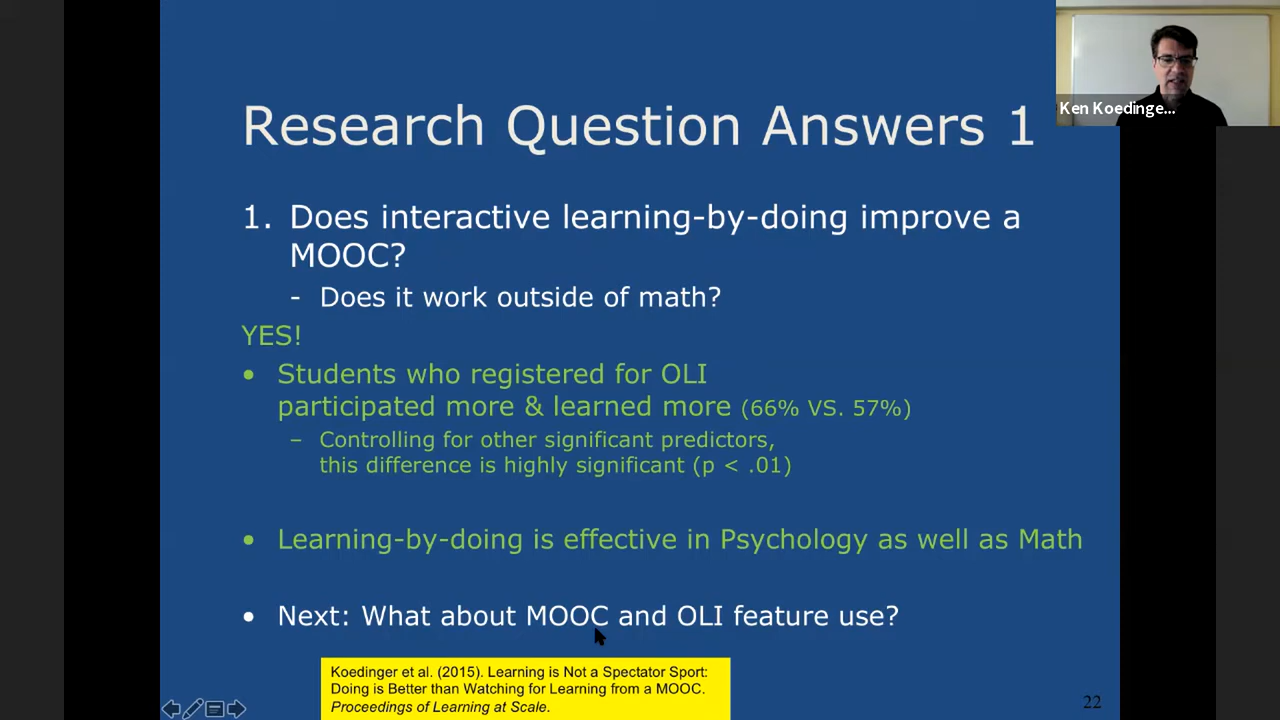 Ken Koedinge...
Research Question Answers 1
1. Does interactive learning-by-doing improve a
MOOC?
- Does it work outside of math?
YES!
• Students who registered for OLI
participated more & learned more (66% VS. 57%)
– Controlling for other significant predictors,
this difference is highly significant (p < .01)
• Learning-by-doing is effective in Psychology as well as Math
• Next: What about MOOC and OLI feature use?
Koedinger et al. (2015). Learning is Not a Spectator Sport:
Doing is Better than Watching for Learning from a MOOC.
Proceedings of Learning at Scale.
22